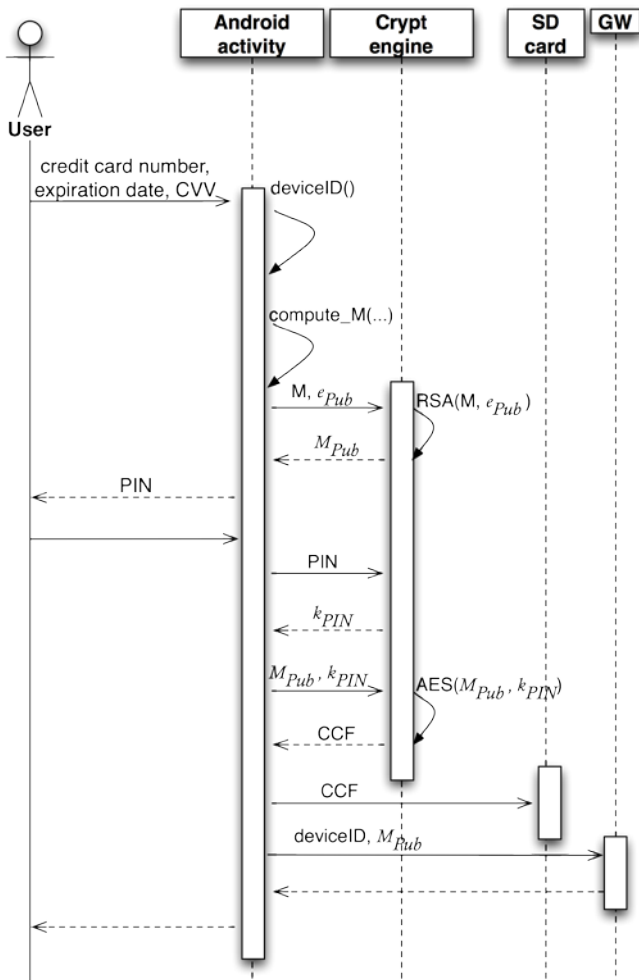 Android
activity
Crypt
engine
SD
card
GW
User
credit card number,
expiration date, CVV
deviceID()
compute_M(...)
M, e_Pub
RSA(M, e_Pub)
M_Pub
PIN
PIN
k_PIN
M_Pub, k_PIN
AES(M_Pub, k_PIN)
CCF
CCF
deviceID, M_Pub